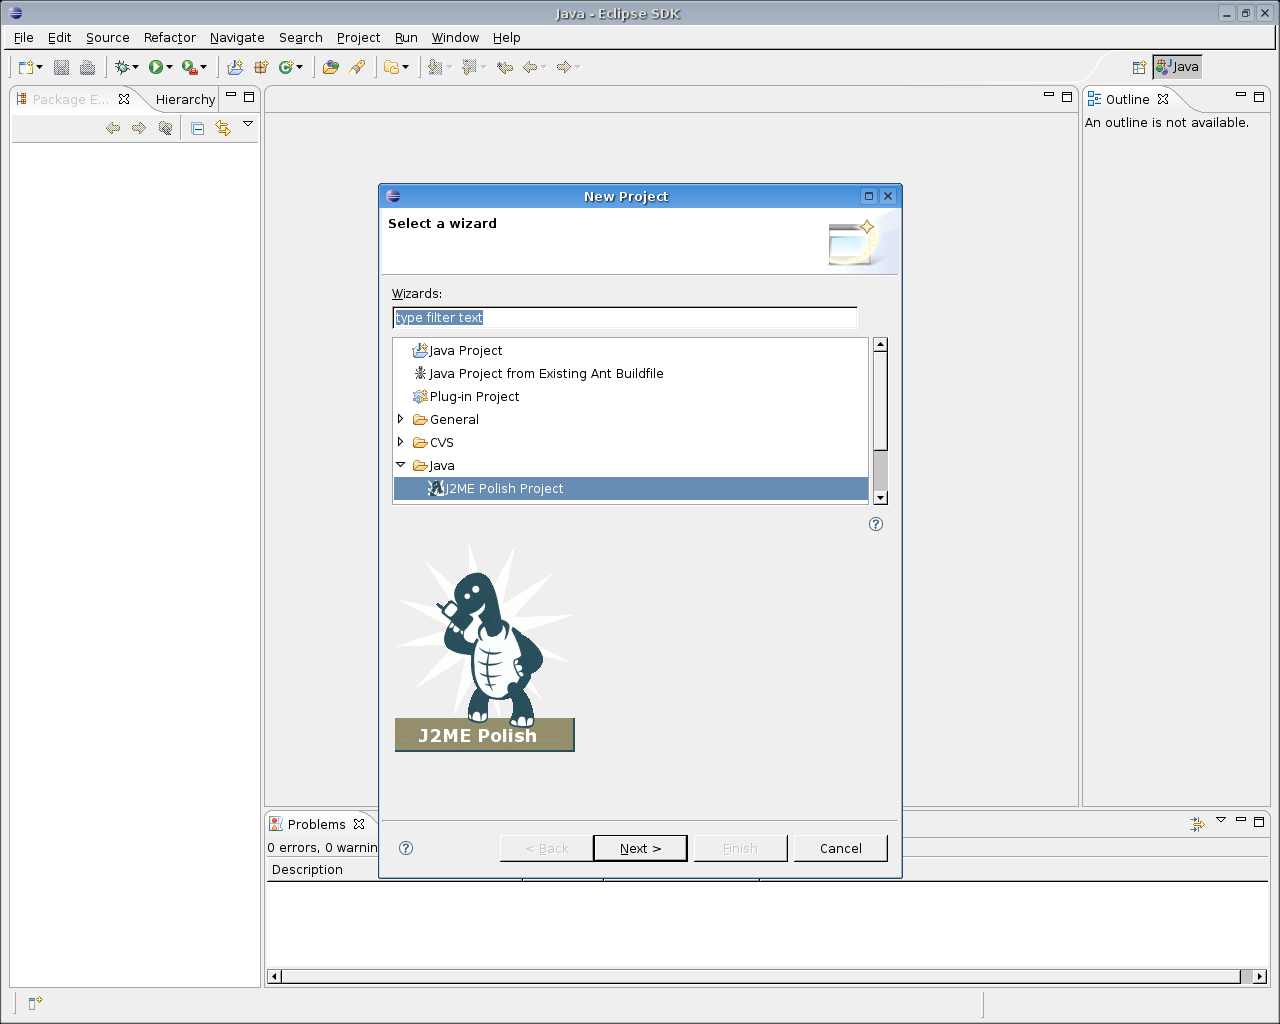 Java - Eclipse SDK
File Edit Source Refactor Navigate Search Project Run Window Help
Java
Package E... Hierarchy
Outline
An outline is not available.
New Project
Select a wizard
Wizards:
type filter text
Java Project
Java Project from Existing Ant Buildfile
Plug-in Project
General
CVS
Java
J2ME Polish Project
J2ME Polish
< Back Next > Finish Cancel
Problems
0 errors, 0 warnin
Description